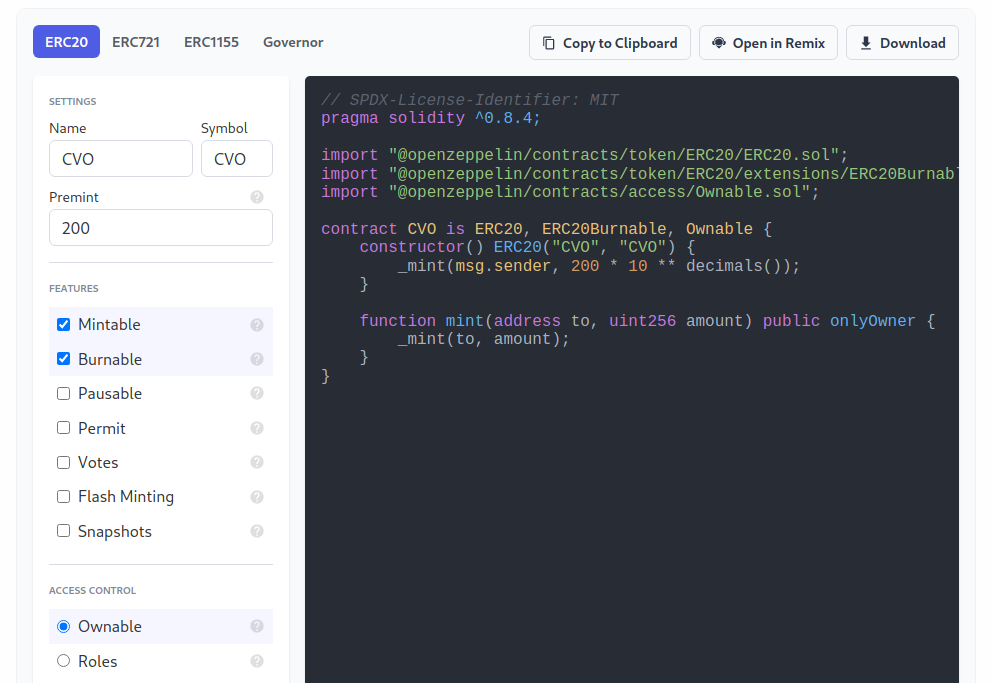 ERC20 ERC721 ERC1155 Governor Copy to Clipboard Open in Remix Download
SETTINGS
Name Symbol
CVO CVO
Premint ?
200
FEATURES
Mintable ?
Burnable ?
Pausable ?
Permit ?
Votes ?
Flash Minting ?
Snapshots ?
ACCESS CONTROL
Ownable ?
Roles ?
// SPDX-License-Identifier: MIT
pragma solidity ^0.8.4;
import "@openzeppelin/contracts/token/ERC20/ERC20.sol";
import "@openzeppelin/contracts/token/ERC20/extensions/ERC20Burnabl
import "@openzeppelin/contracts/access/Ownable.sol";
contract CVO is ERC20, ERC20Burnable, Ownable {
constructor() ERC20("CVO", "CVO") {
_mint(msg.sender, 200 * 10 ** decimals());
}
function mint(address to, uint256 amount) public onlyOwner {
_mint(to, amount);
}
}